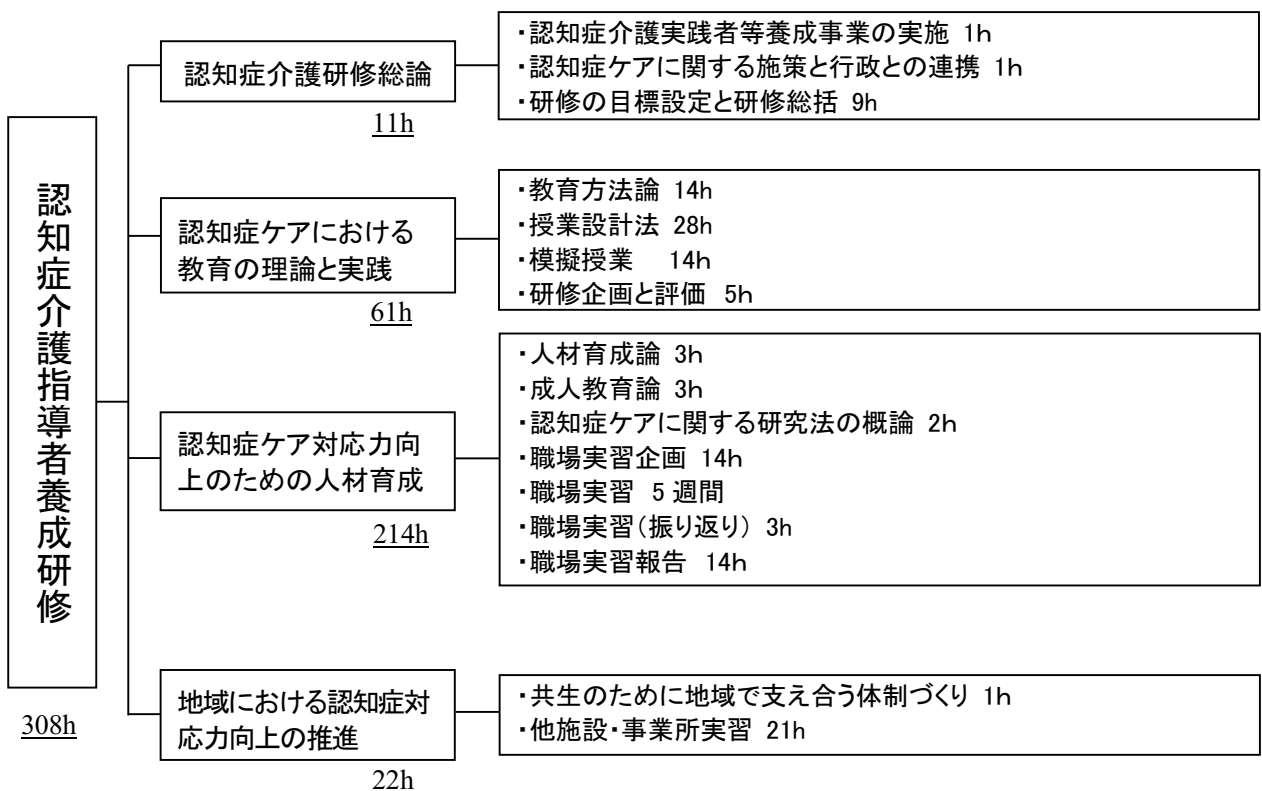 認知症介護指導者養成研修
308h
認知症介護研修総論
11h
・認知症介護実践者等養成事業の実施 1h
・認知症ケアに関する施策と行政との連携 1h
・研修の目標設定と研修総括 9h
認知症ケアにおける
教育の理論と実践
61h
・教育方法論 14h
・授業設計法 28h
・模擬授業 14h
・研修企画と評価 5h
認知症ケア対応力向
上のための人材育成
214h
・人材育成論 3h
・成人教育論 3h
・認知症ケアに関する研究法の概論 2h
・職場実習企画 14h
・職場実習 5週間
・職場実習(振り返り) 3h
・職場実習報告 14h
地域における認知症対
応力向上の推進
22h
・共生のために地域で支え合う体制づくり 1h
・他施設・事業所実習 21h